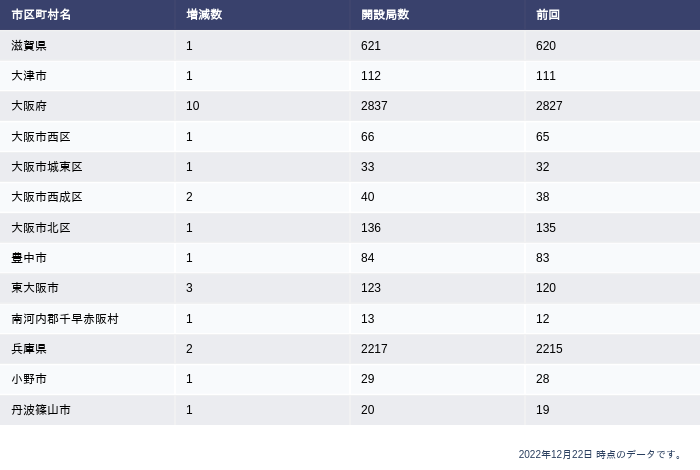 市区町村名 増減数 開設局数 前回
滋賀県 1 621 620
大津市 1 112 111
大阪府 10 2837 2827
大阪市西区 1 66 65
大阪市城東区 1 33 32
大阪市西成区 2 40 38
大阪市北区 1 136 135
豊中市 1 84 83
東大阪市 3 123 120
南河内郡千早赤阪村 1 13 12
兵庫県 2 2217 2215
小野市 1 29 28
丹波篠山市 1 20 19
2022年12月22日 時点のデータです。